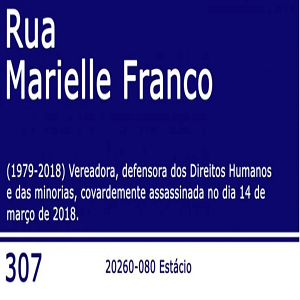 Rua
Marielle Franco
(1979-2018) Vereadora, defensora dos Direitos Humanos
e das minorias, covardemente assassinada no dia 14 de
março de 2018.
307 20260-080 Estácio